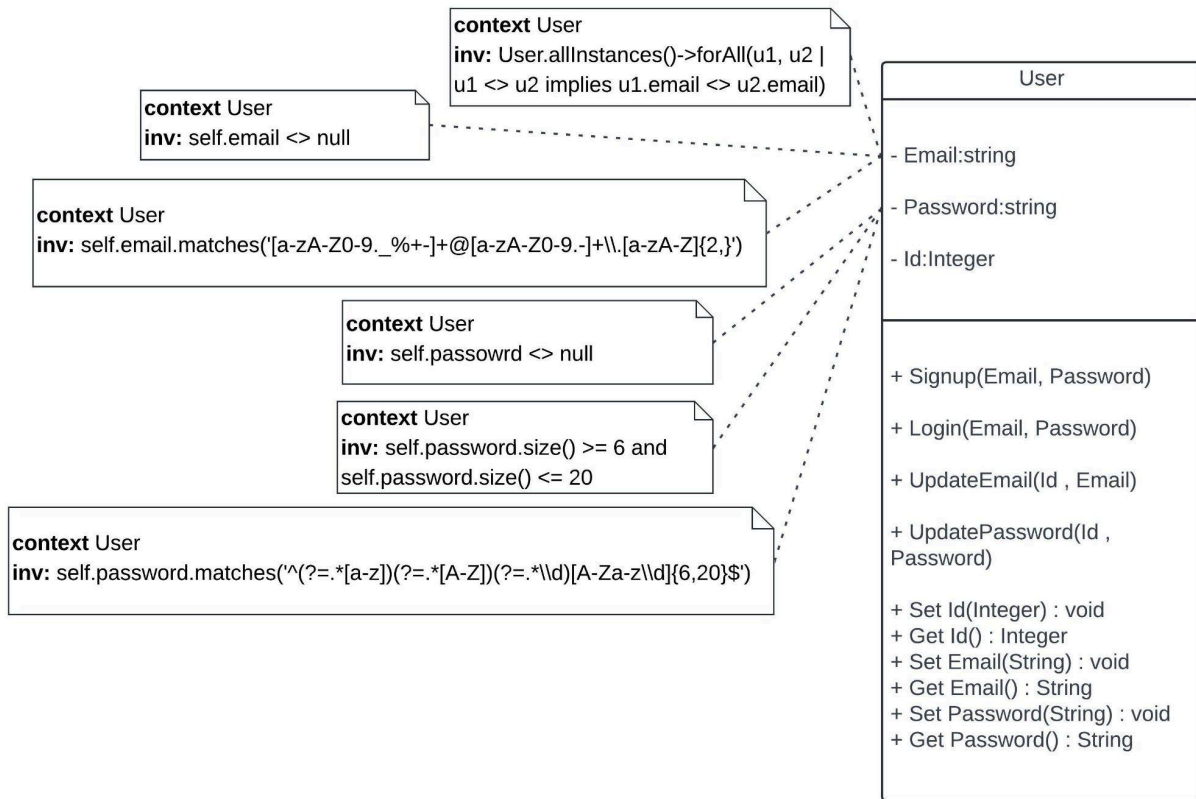 context User
inv: User.allInstances()->forAll(u1, u2 |
u1 <> u2 implies u1.email <> u2.email)
context User
inv: self.email <> null
context User
inv: self.email.matches('[a-zA-Z0-9._%+-]+@[a-zA-Z0-9.-]+\\.[a-zA-Z]{2,}')
context User
inv: self.passowrd <> null
context User
inv: self.password.size() >= 6 and
self.password.size() <= 20
context User
inv: self.password.matches('^(?=.*[a-z])(?=.*[A-Z])(?=.*\\d)[A-Za-z\\d]{6,20}$')
User
- Email:string
- Password:string
- Id:Integer
+ Signup(Email, Password)
+ Login(Email, Password)
+ UpdateEmail(Id , Email)
+ UpdatePassword(Id ,
Password)
+ Set Id(Integer) : void
+ Get Id() : Integer
+ Set Email(String) : void
+ Get Email() : String
+ Set Password(String) : void
+ Get Password() : String